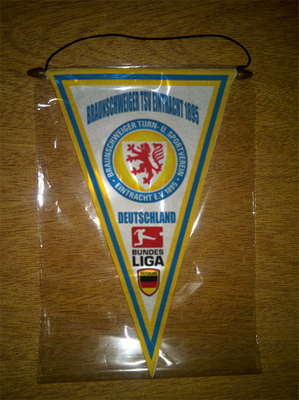 BRAUNSCHWEIGER TSV EINTRACHT 1895
BRAUNSCHWEIGER TURN- U. SPORTVEREIN
· EINTRACHT E.V. 1895 ·
DEUTSCHLAND
BUNDES
LIGA